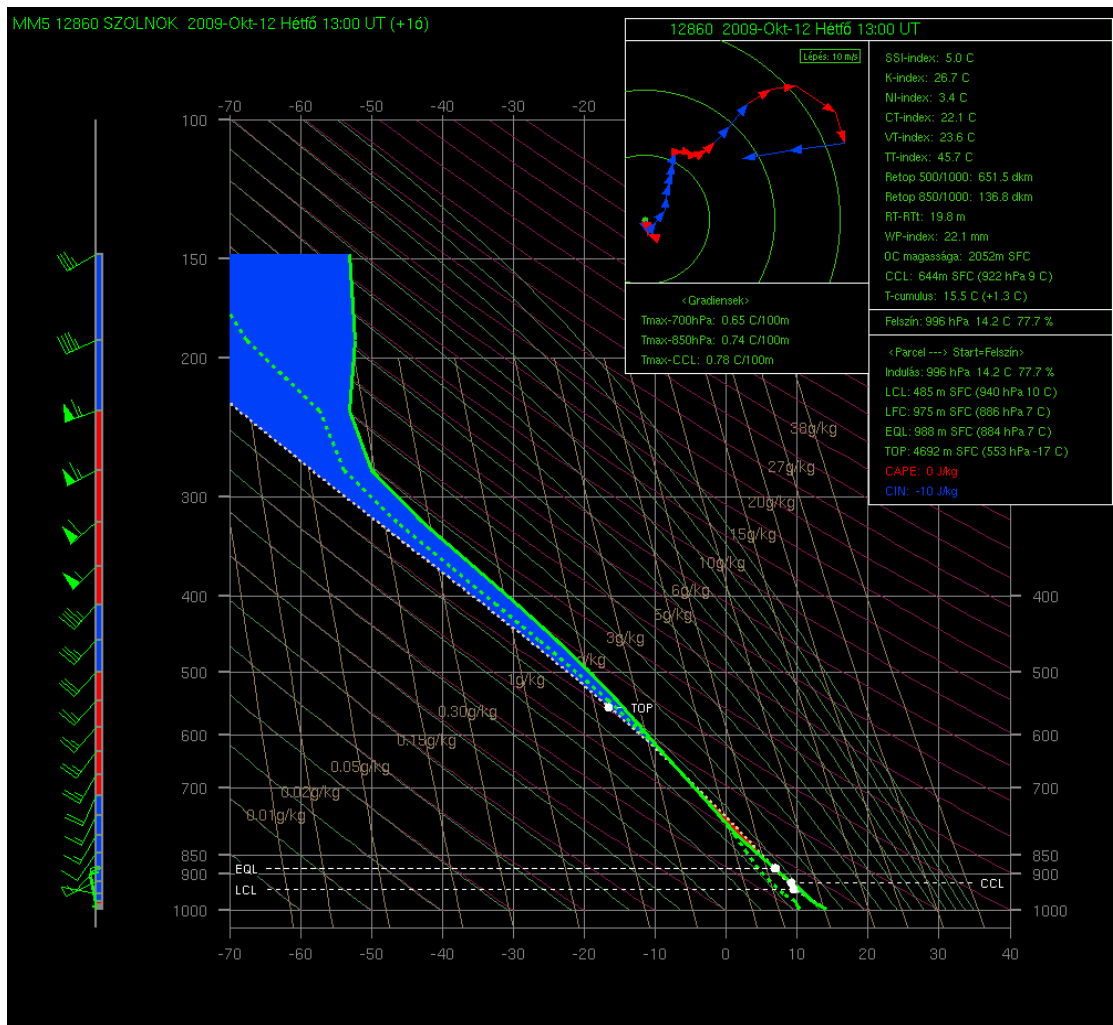 MM5 12860 SZOLNOK 2009-Okt-12 Hétfő 13:00 UT (+1ó)
12860 2009-Okt-12 Hétfő 13:00 UT
Lépés: 10 m/s
SSI-index: 5.0 C
K-index: 26.7 C
NI-index: 3.4 C
CT-index: 22.1 C
VT-index: 23.6 C
TT-index: 45.7 C
Retop 500/1000: 651.5 dkm
Retop 850/1000: 136.8 dkm
RT-RTt: 19.8 m
WP-index: 22.1 mm
0C magassága: 2052m SFC
CCL: 644m SFC (922 hPa 9 C)
T-cumulus: 15.5 C (+1.3 C)
Felszín: 996 hPa 14.2 C 77.7 %
<Gradiensek>
Tmax-700hPa: 0.65 C/100m
Tmax-850hPa: 0.74 C/100m
Tmax-CCL: 0.78 C/100m
<Parcel ---> Start=Felszín>
Indulás: 996 hPa 14.2 C 77.7 %
LCL: 485 m SFC (940 hPa 10 C)
LFC: 975 m SFC (886 hPa 7 C)
EQL: 988 m SFC (884 hPa 7 C)
TOP: 4692 m SFC (553 hPa -17 C)
CAPE: 0 J/kg
CIN: -10 J/kg
-70 -60 -50 -40 -30 -20
100
150
200
300
400 400
500 500
600 600
700 700
850 850
900 900
1000 1000
38g/kg
27g/kg
20g/kg
15g/kg
10g/kg
6g/kg
5g/kg
3g/kg
1g/kg
0.30g/kg
0.15g/kg
0.05g/kg
0.02g/kg
0.01g/kg
TOP
EQL
LCL
CCL
-70 -60 -50 -40 -30 -20 -10 0 10 20 30 40